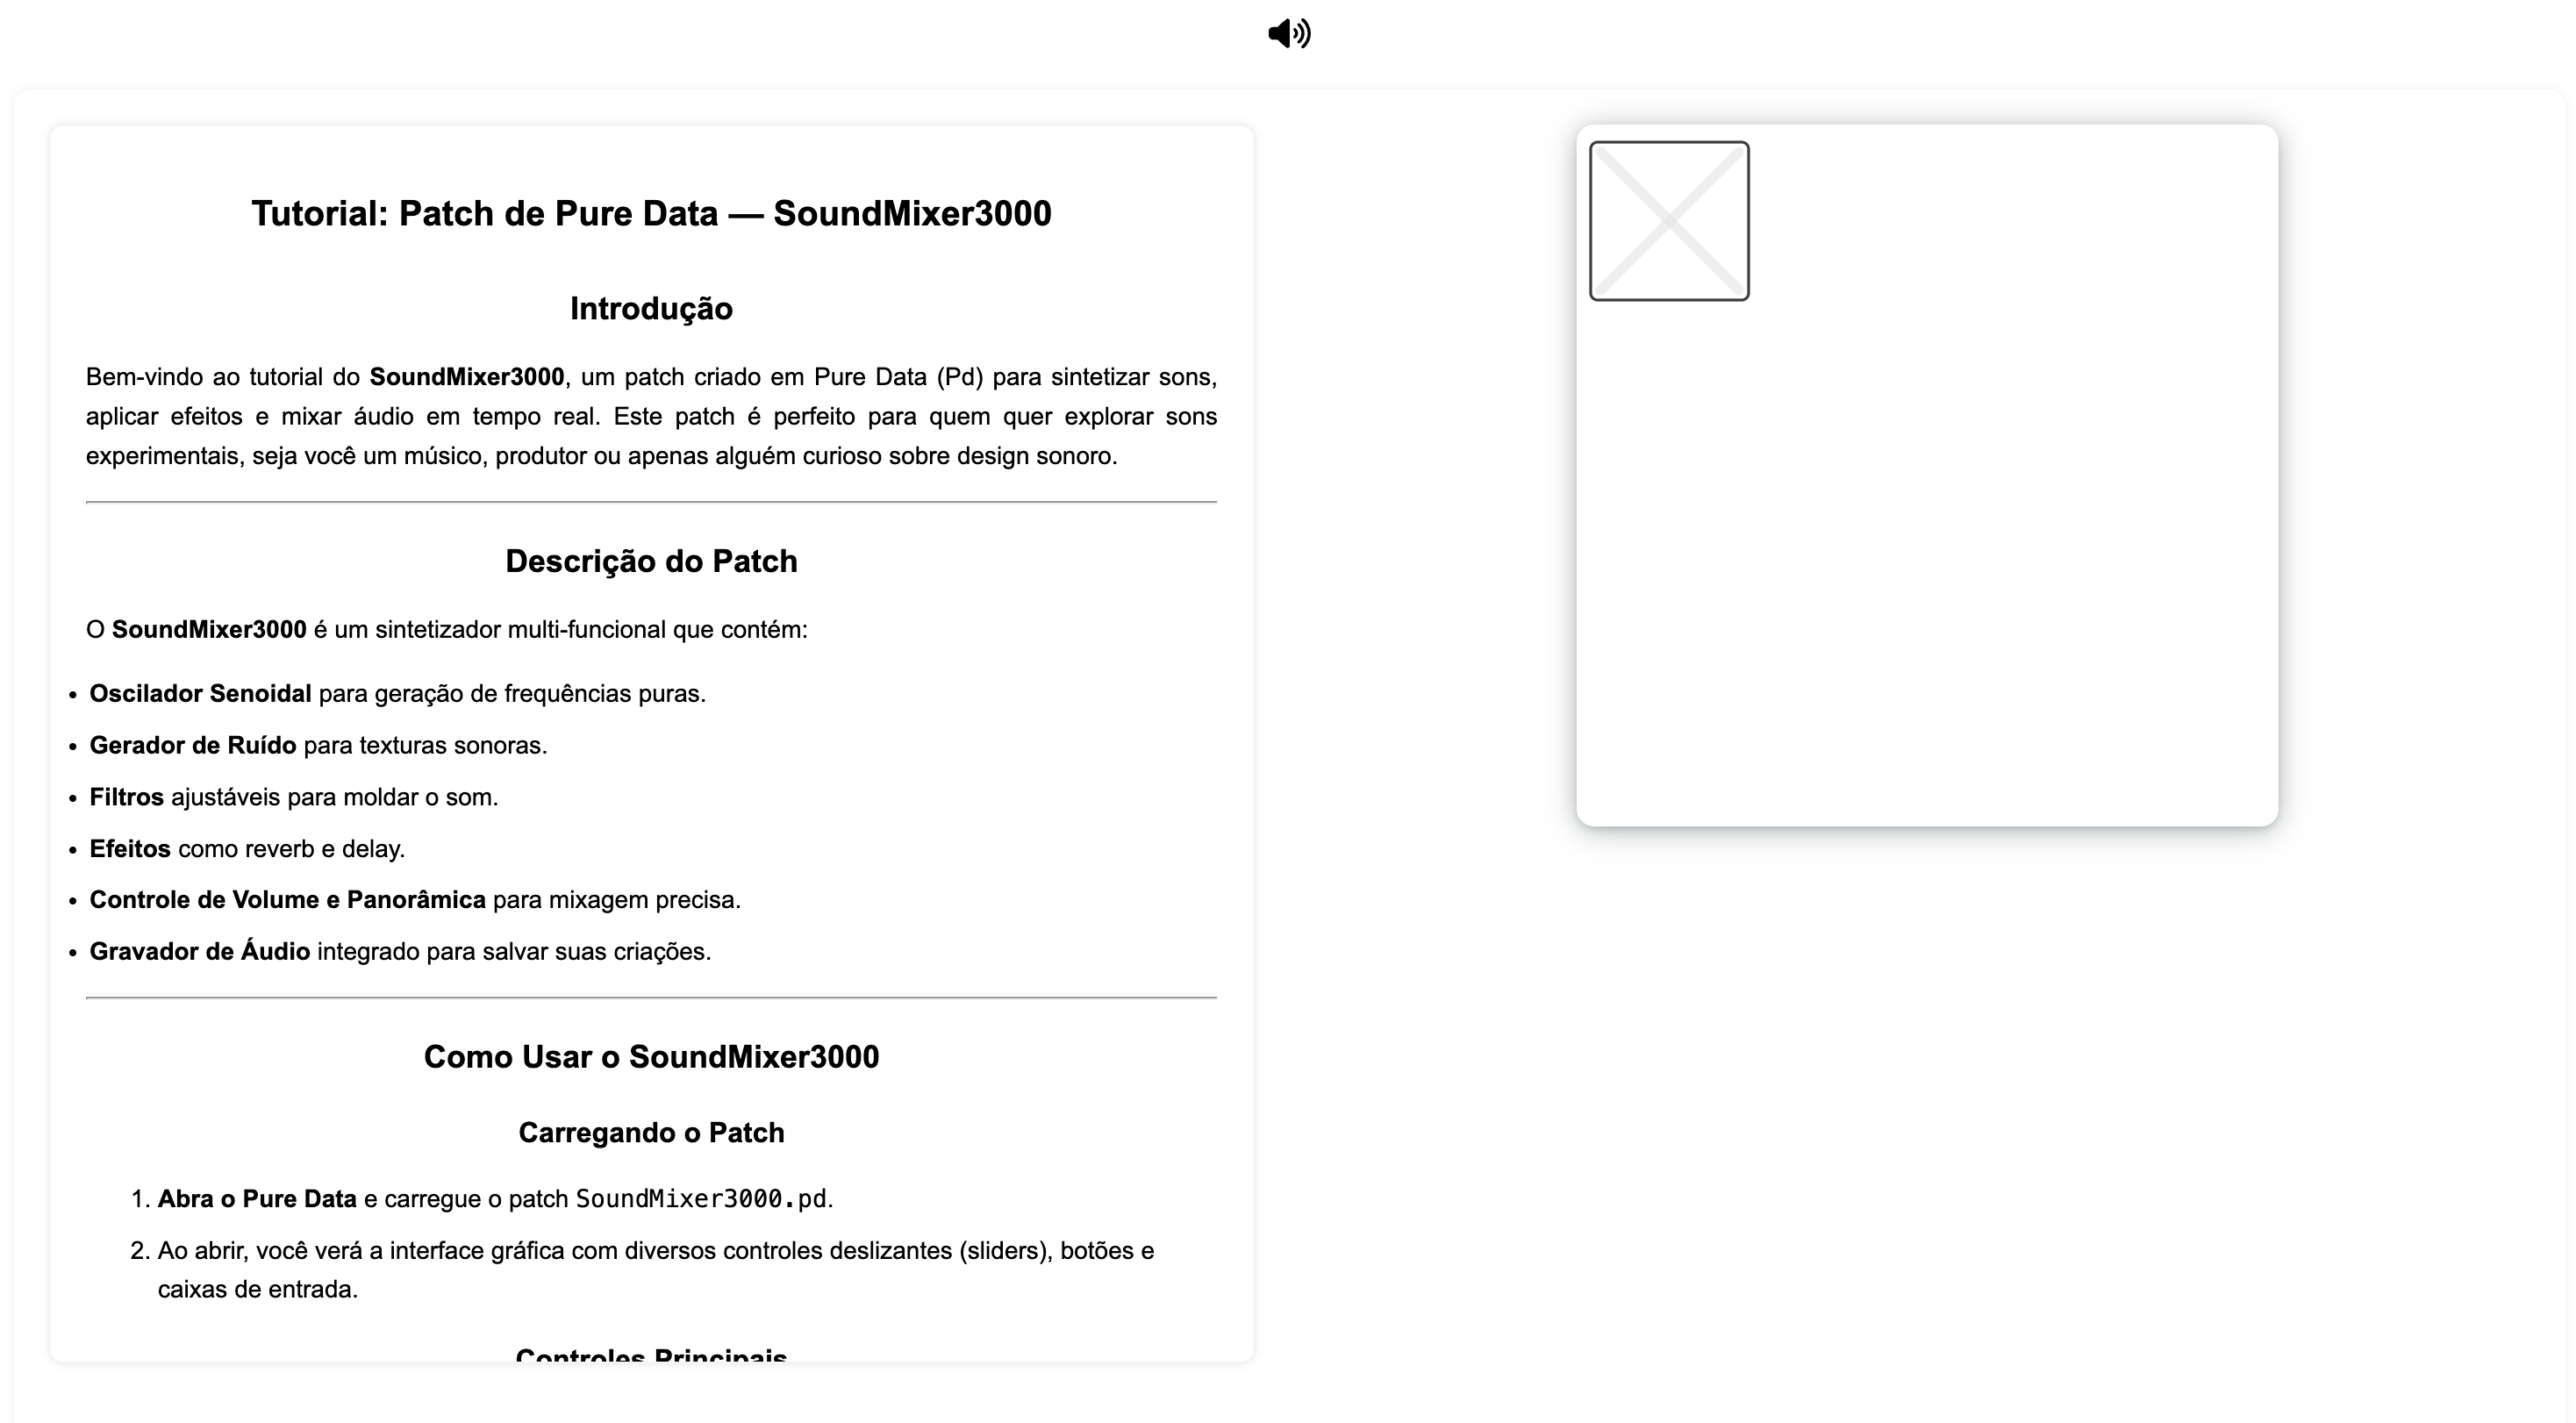 Tutorial: Patch de Pure Data — SoundMixer3000
Introdução
Bem-vindo ao tutorial do SoundMixer3000, um patch criado em Pure Data (Pd) para sintetizar sons,
aplicar efeitos e mixar áudio em tempo real. Este patch é perfeito para quem quer explorar sons
experimentais, seja você um músico, produtor ou apenas alguém curioso sobre design sonoro.
Descrição do Patch
O SoundMixer3000 é um sintetizador multi-funcional que contém:
• Oscilador Senoidal para geração de frequências puras.
• Gerador de Ruído para texturas sonoras.
• Filtros ajustáveis para moldar o som.
• Efeitos como reverb e delay.
• Controle de Volume e Panorâmica para mixagem precisa.
• Gravador de Áudio integrado para salvar suas criações.
Como Usar o SoundMixer3000
Carregando o Patch
1. Abra o Pure Data e carregue o patch SoundMixer3000.pd.
2. Ao abrir, você verá a interface gráfica com diversos controles deslizantes (sliders), botões e
caixas de entrada.
Controles Principais